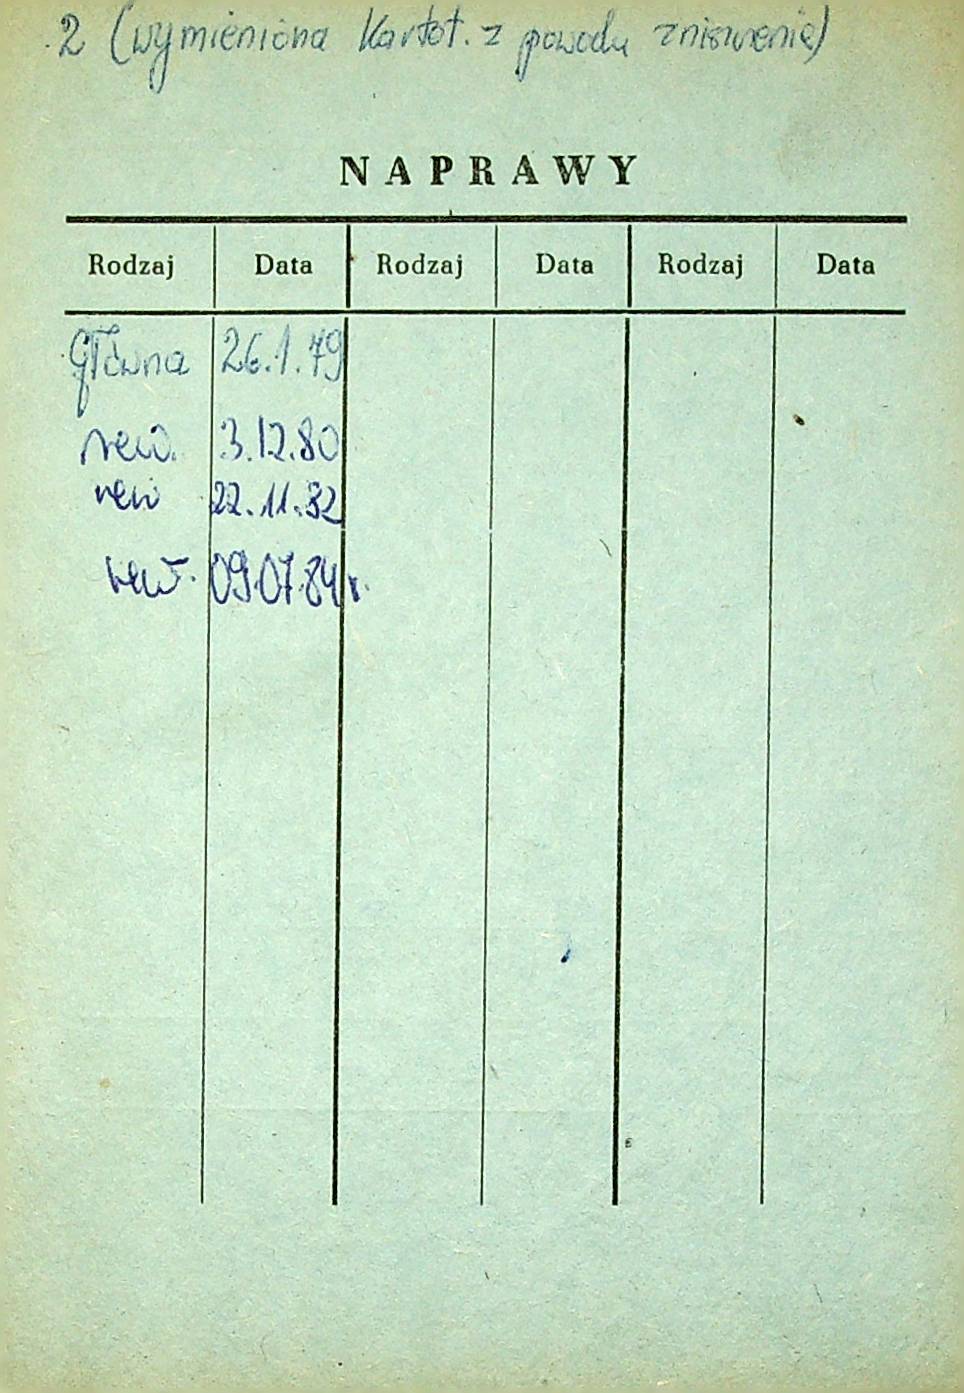 2 (wymieniona kartot. z powodu zniszczenia)
NAPRAWY
Rodzaj Data Rodzaj Data Rodzaj Data
Główna 26.1.79
rew. 3.12.80
rew 22.11.82
rew. 09.07.84 r.